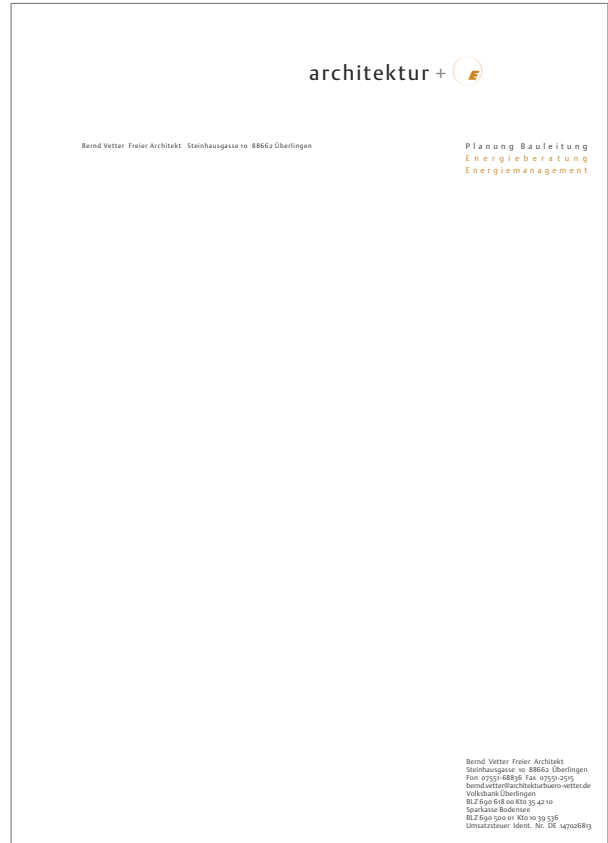 architektur + E
Bernd Vetter Freier Architekt Steinhausgasse 10 88662 Überlingen
Planung Bauleitung
Energieberatung
Energiemanagement
Bernd Vetter Freier Architekt
Steinhausgasse 10 88662 Überlingen
Fon 07551-68836 Fax 07551-2515
bernd.vetter@architekturbuero-vetter.de
Volksbank Überlingen
BLZ 690 618 00 Kto 35 42 10
Sparkasse Bodensee
BLZ 690 500 01 Kto 10 39 536
Umsatzsteuer Ident. Nr. DE 147026813